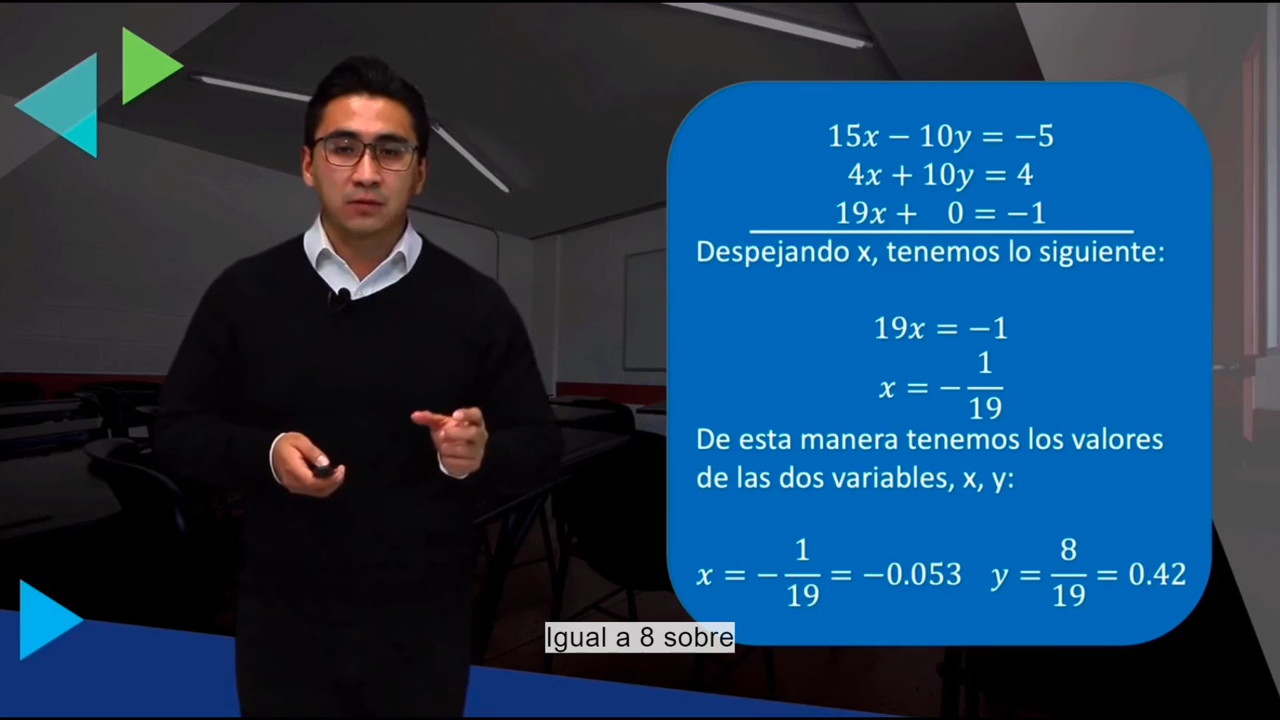 15x − 10y = −5
4x + 10y = 4
19x + 0 = −1
Despejando x, tenemos lo siguiente:
19x = −1
x = −1/19
De esta manera tenemos los valores
de las dos variables, x, y:
x = −1/19 = −0.053 y = 8/19 = 0.42
Igual a 8 sobre